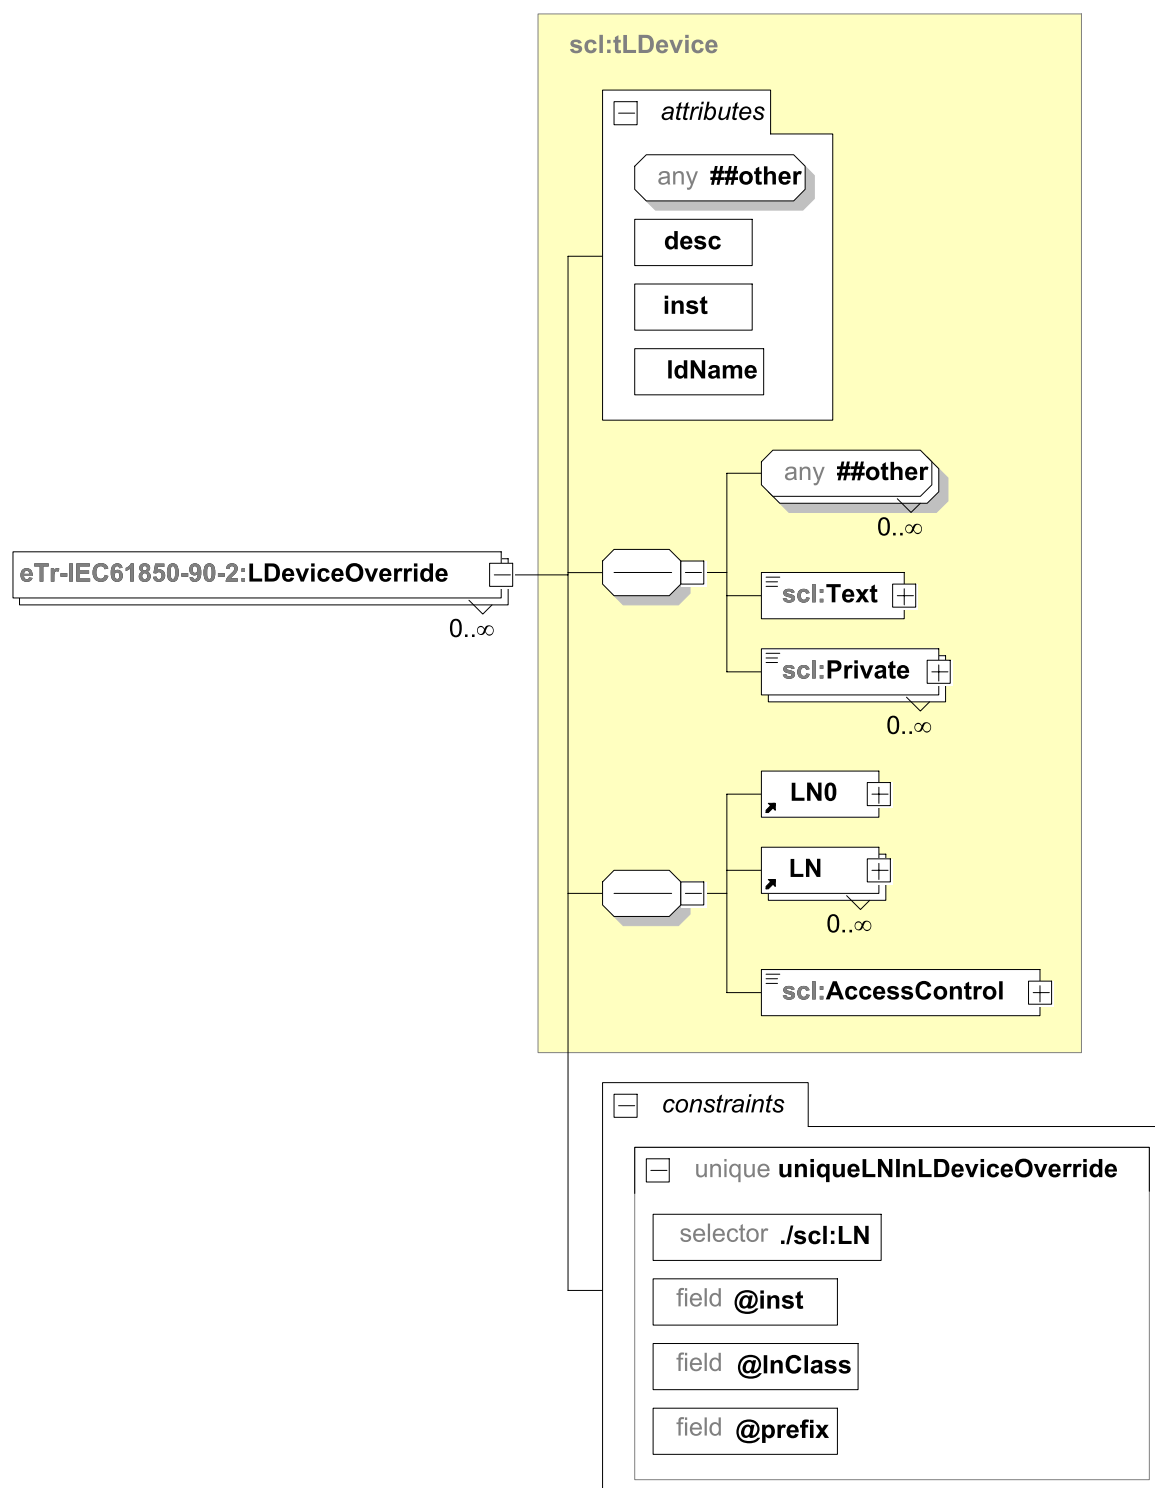 scl:tLDevice
attributes
any ##other
desc
inst
ldName
any ##other
0..∞
eTr-IEC61850-90-2:LDeviceOverride
0..∞
scl:Text
scl:Private
0..∞
LN0
LN
0..∞
scl:AccessControl
constraints
unique uniqueLNInLDeviceOverride
selector ./scl:LN
field @inst
field @lnClass
field @prefix